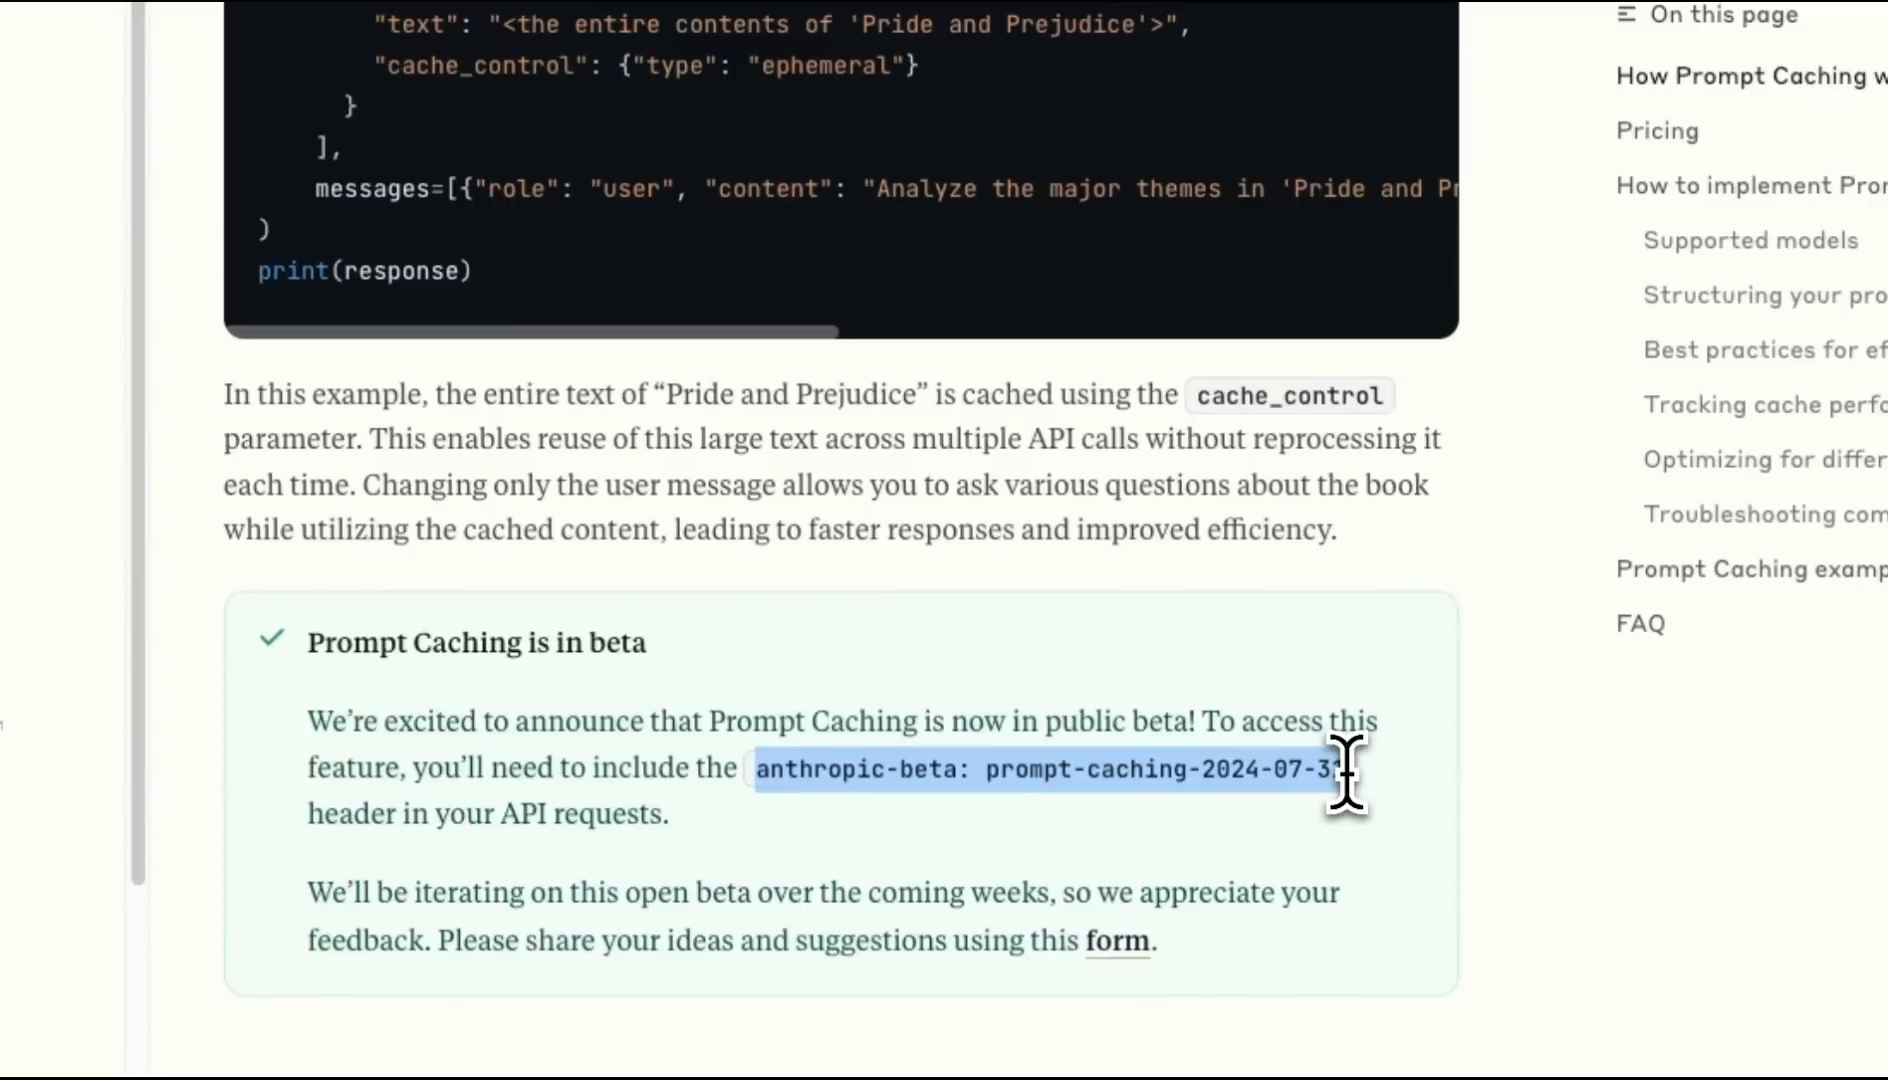 "text": "<the entire contents of 'Pride and Prejudice'>",
"cache_control": {"type": "ephemeral"}
}
],
messages=[{"role": "user", "content": "Analyze the major themes in 'Pride and Pr
)
print(response)
In this example, the entire text of “Pride and Prejudice” is cached using the cache_control
parameter. This enables reuse of this large text across multiple API calls without reprocessing it
each time. Changing only the user message allows you to ask various questions about the book
while utilizing the cached content, leading to faster responses and improved efficiency.
Prompt Caching is in beta
We’re excited to announce that Prompt Caching is now in public beta! To access this
feature, you’ll need to include the anthropic-beta: prompt-caching-2024-07-3
header in your API requests.
We’ll be iterating on this open beta over the coming weeks, so we appreciate your
feedback. Please share your ideas and suggestions using this form.
On this page
How Prompt Caching w
Pricing
How to implement Pro
Supported models
Structuring your pro
Best practices for ef
Tracking cache perfo
Optimizing for differ
Troubleshooting com
Prompt Caching examp
FAQ